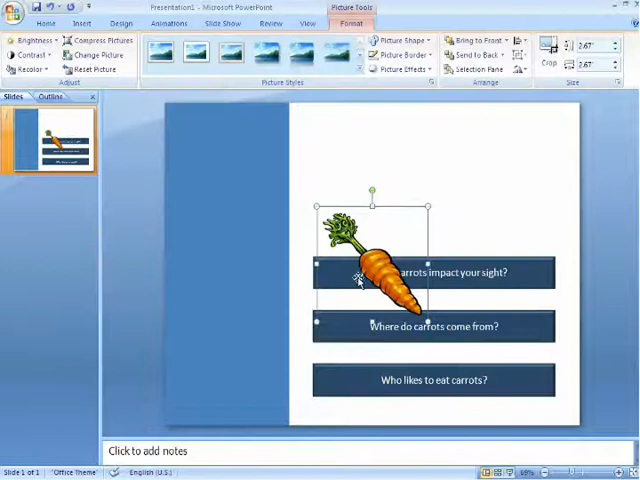 Presentation1 - Microsoft PowerPoint
Picture Tools
Home Insert Design Animations Slide Show Review View Format
Brightness Compress Pictures
Contrast Change Picture
Recolor Reset Picture
Adjust
Picture Styles
Picture Shape
Picture Border
Picture Effects
Bring to Front
Send to Back
Selection Pane
Arrange
Crop
2.67"
2.67"
Size
Slides Outline
arrots impact your sight?
Where do carrots come from?
Who likes to eat carrots?
Click to add notes
Slide 1 of 1 "Office Theme" English (U.S.) 69%